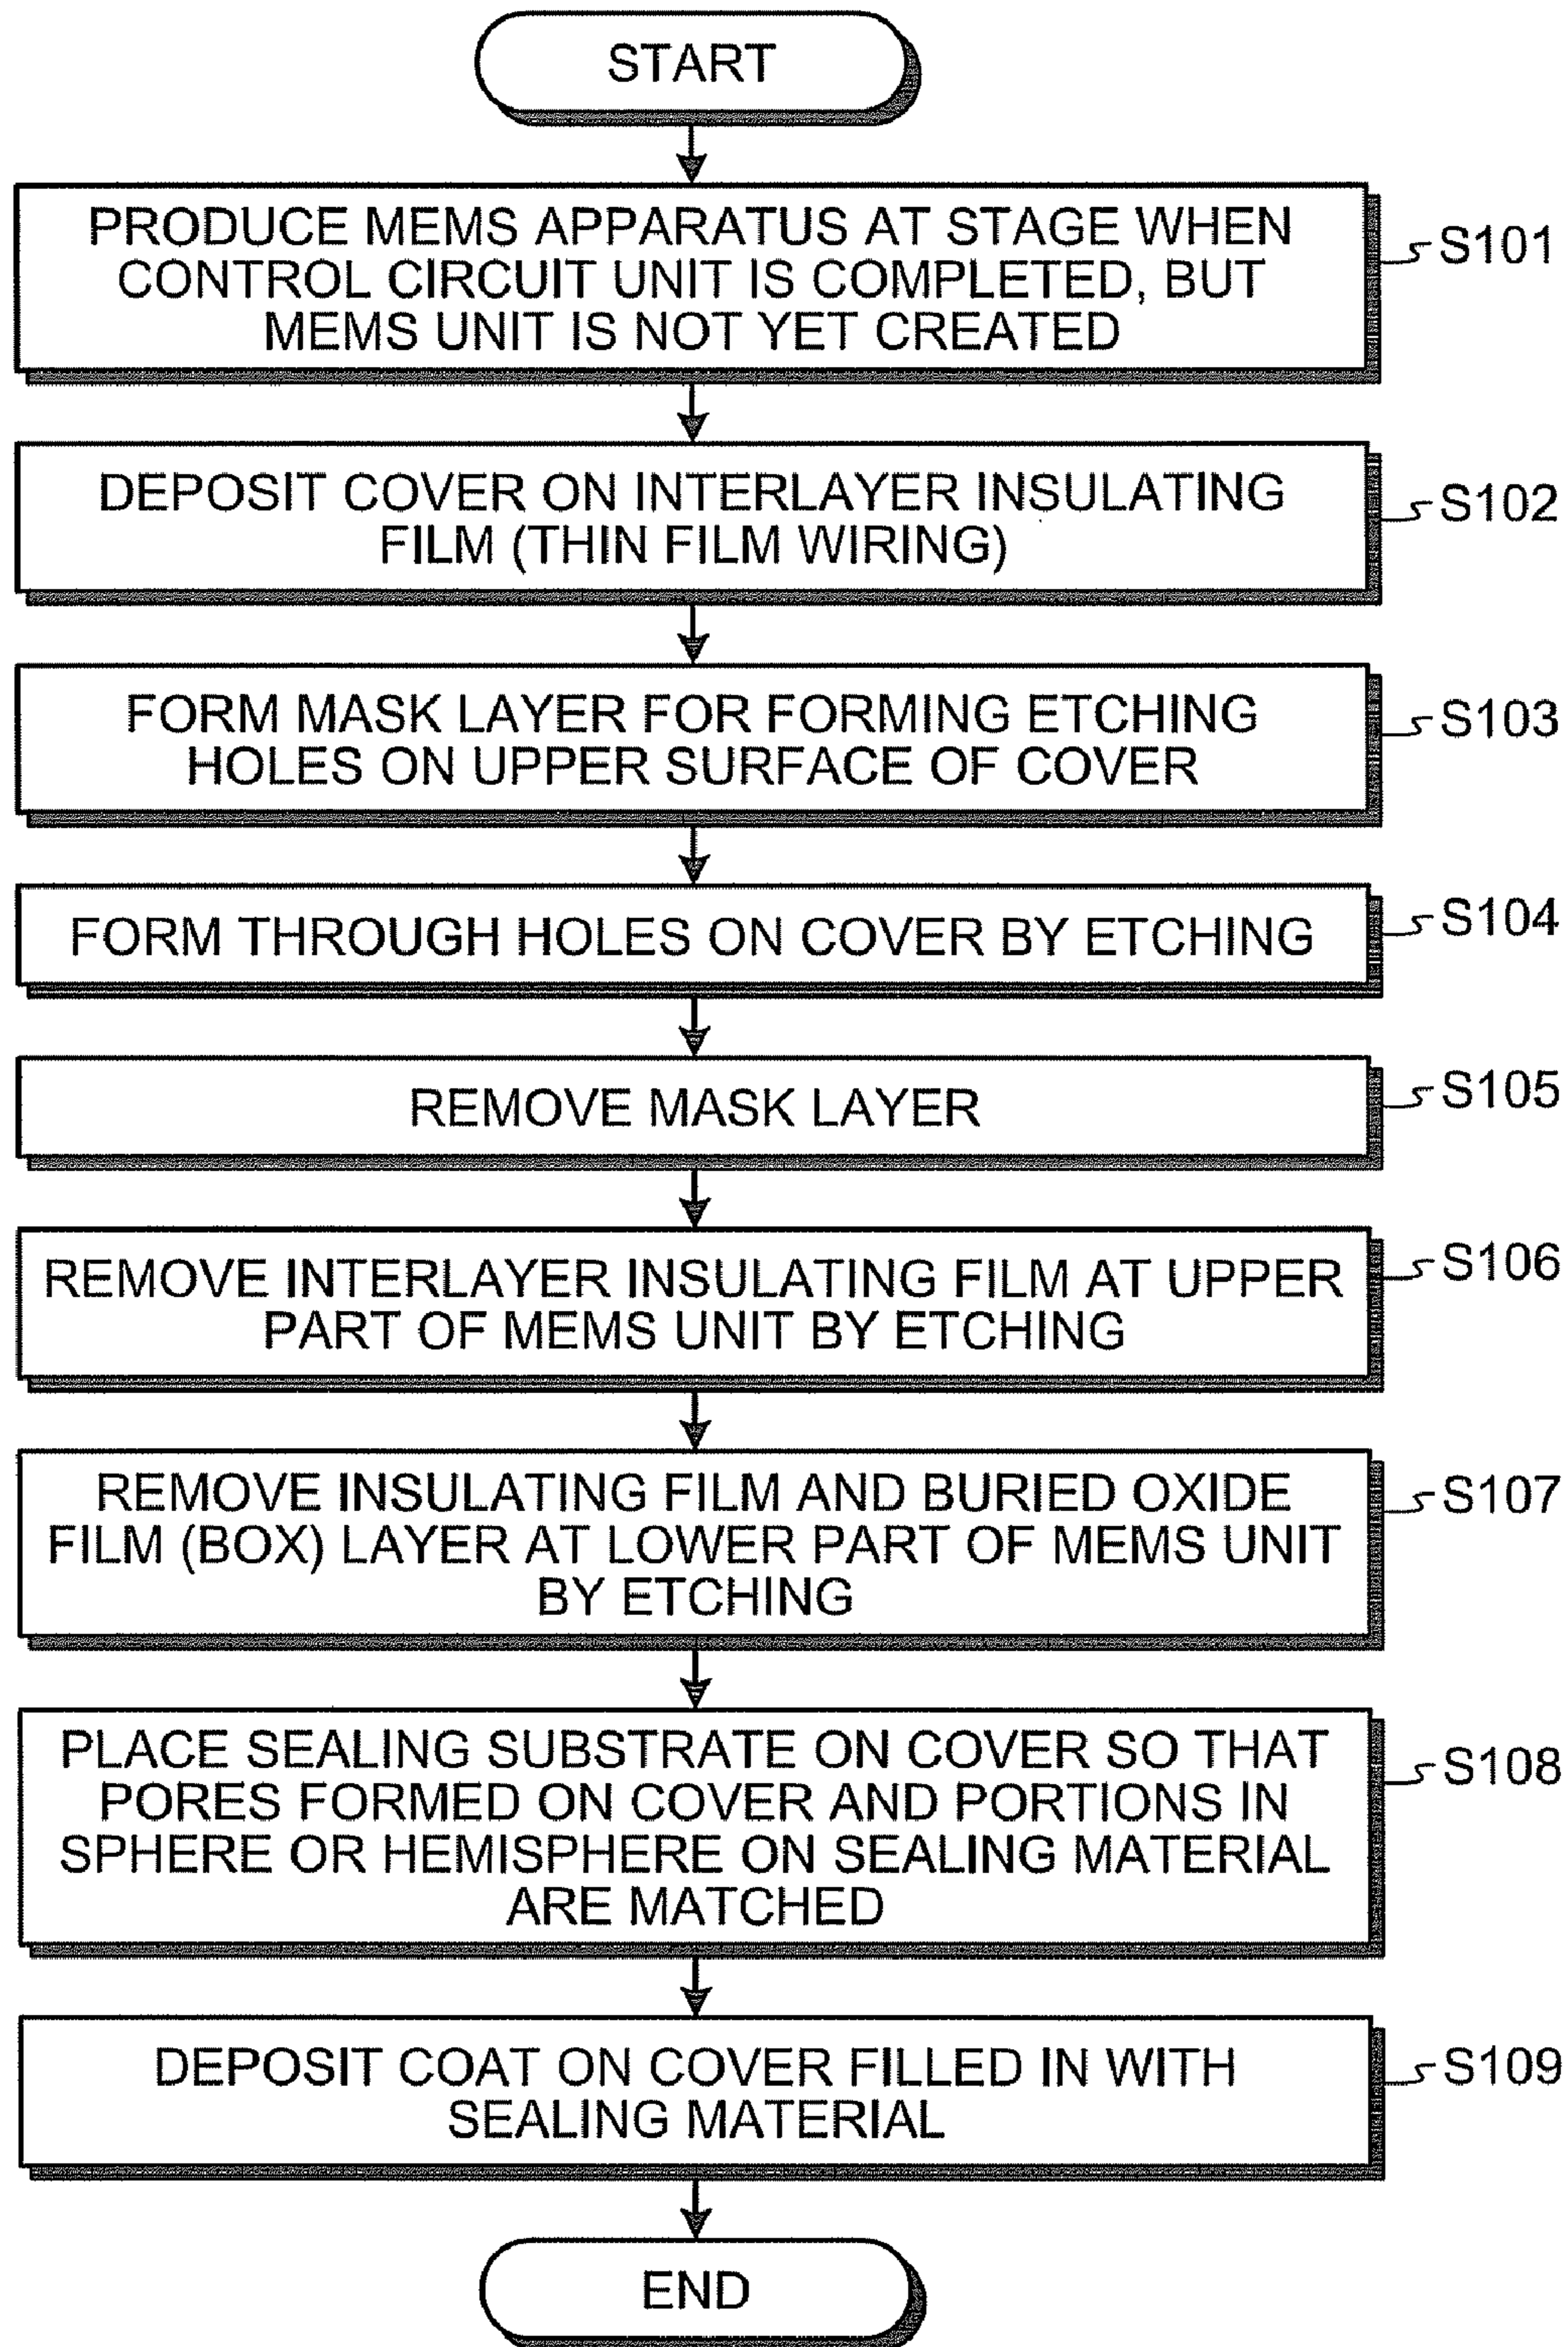 START
PRODUCE MEMS APPARATUS AT STAGE WHEN
CONTROL CIRCUIT UNIT IS COMPLETED, BUT
MEMS UNIT IS NOT YET CREATED
S101
DEPOSIT COVER ON INTERLAYER INSULATING
FILM (THIN FILM WIRING)
S102
FORM MASK LAYER FOR FORMING ETCHING
HOLES ON UPPER SURFACE OF COVER
S103
FORM THROUGH HOLES ON COVER BY ETCHING
S104
REMOVE MASK LAYER
S105
REMOVE INTERLAYER INSULATING FILM AT UPPER
PART OF MEMS UNIT BY ETCHING
S106
REMOVE INSULATING FILM AND BURIED OXIDE
FILM (BOX) LAYER AT LOWER PART OF MEMS UNIT
BY ETCHING
S107
PLACE SEALING SUBSTRATE ON COVER SO THAT
PORES FORMED ON COVER AND PORTIONS IN
SPHERE OR HEMISPHERE ON SEALING MATERIAL
ARE MATCHED
S108
DEPOSIT COAT ON COVER FILLED IN WITH
SEALING MATERIAL
S109
END